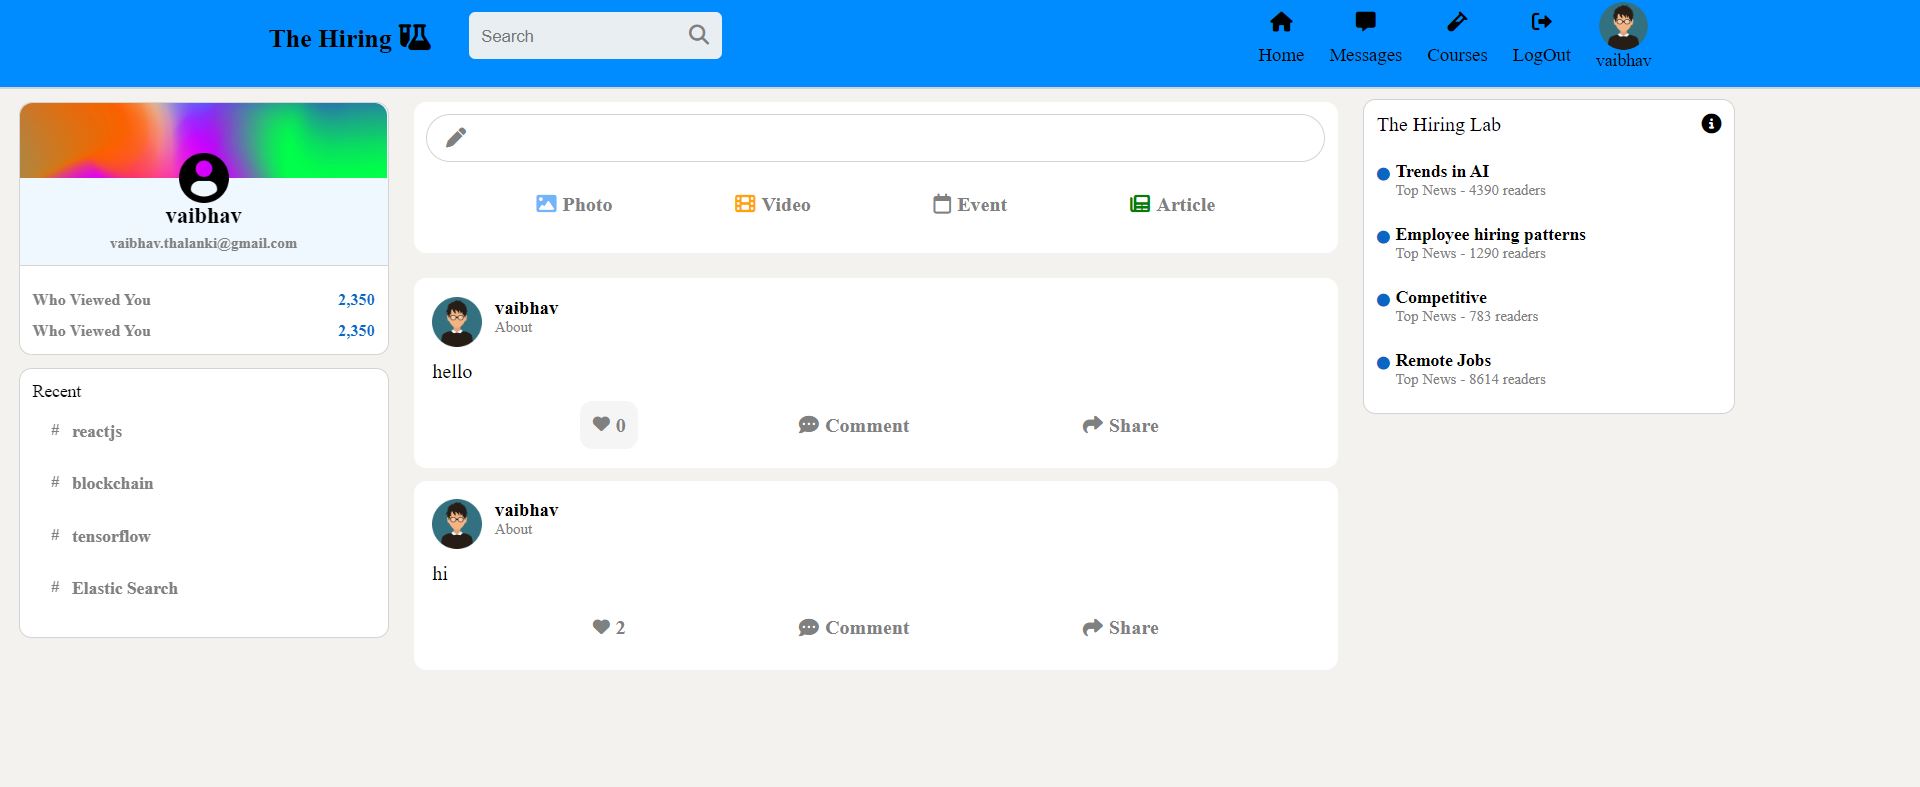 The Hiring
Search
Home Messages Courses LogOut vaibhav
vaibhav
vaibhav.thalanki@gmail.com
Who Viewed You 2,350
Who Viewed You 2,350
Recent
# reactjs
# blockchain
# tensorflow
# Elastic Search
Photo Video Event Article
vaibhav
About
hello
0 Comment Share
vaibhav
About
hi
2 Comment Share
The Hiring Lab
Trends in AI
Top News - 4390 readers
Employee hiring patterns
Top News - 1290 readers
Competitive
Top News - 783 readers
Remote Jobs
Top News - 8614 readers